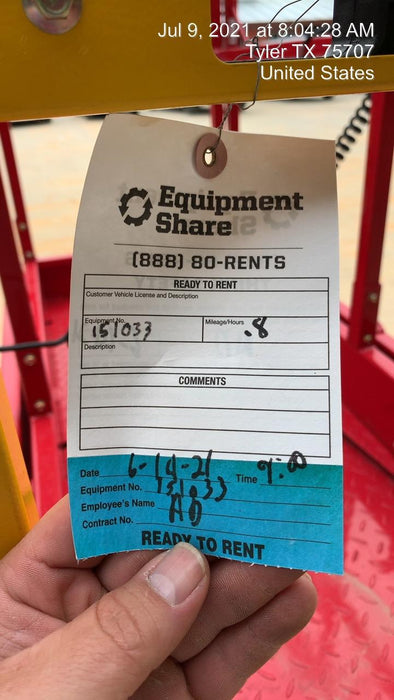 Jul 9, 2021 at 8:04:28 AM
Tyler TX 75707
United States
Equipment
Share
(888) 80-RENTS
READY TO RENT
Customer Vehicle License and Description
Equipment No. Mileage/Hours
151033 .8
Description
COMMENTS
Date 6-14-21 Time 9:00
Equipment No. 151033
Employee's Name AD
Contract No.
READY TO RENT